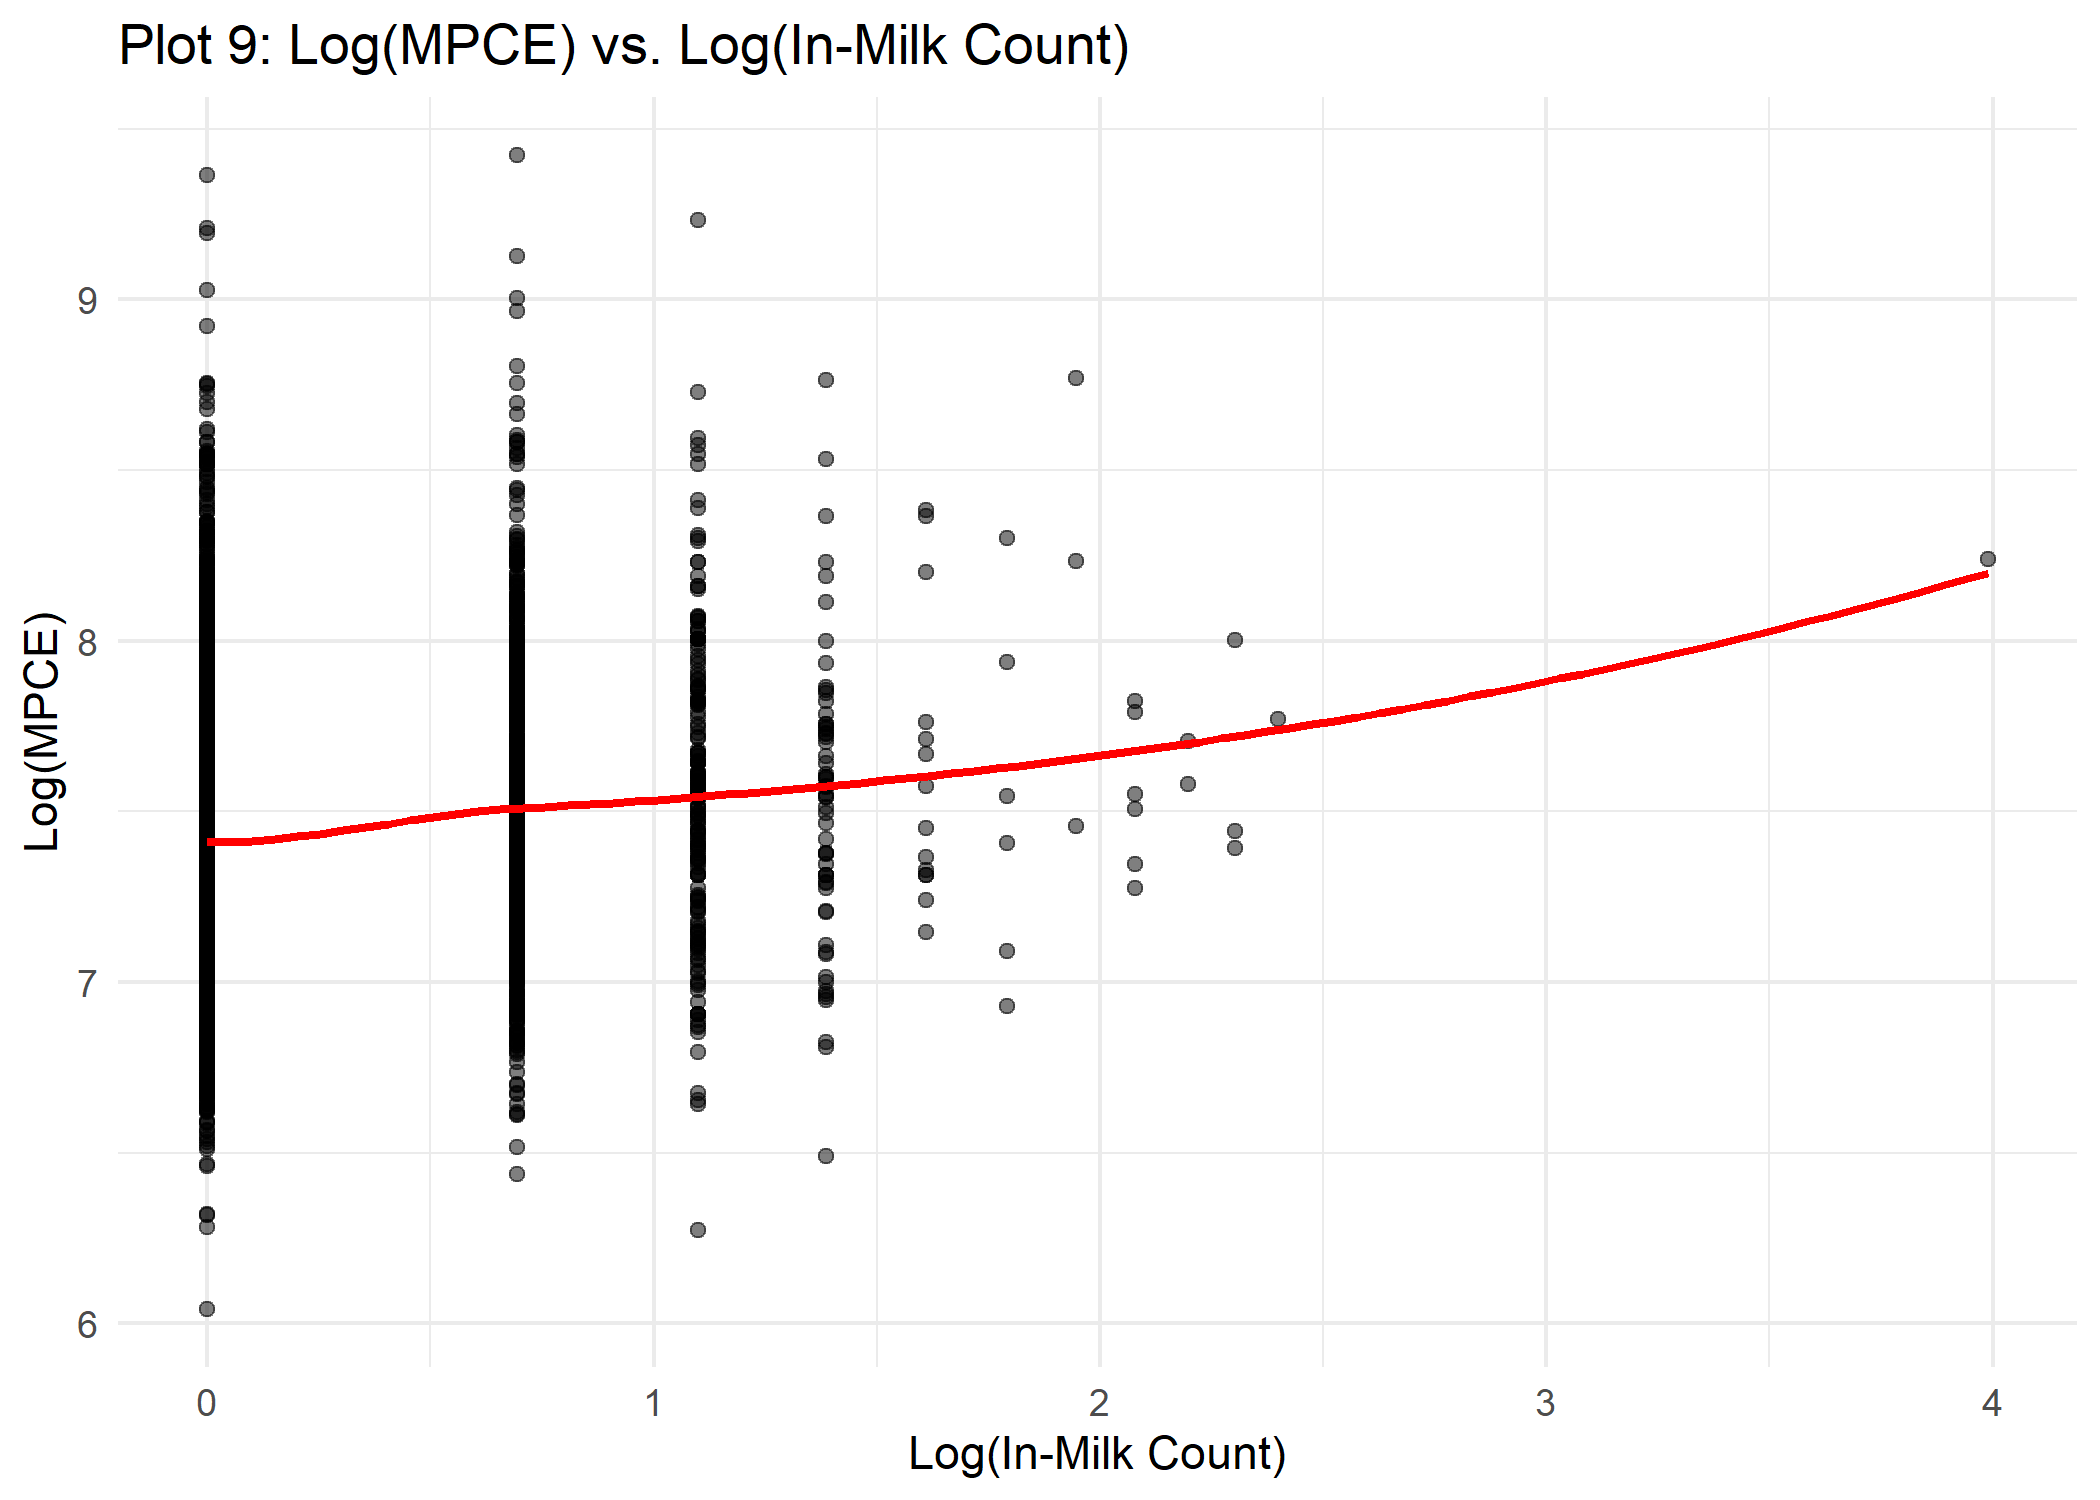 Plot 9: Log(MPCE) vs. Log(In-Milk Count)
Log(MPCE)
9
8
7
6
0 1 2 3 4
Log(In-Milk Count)